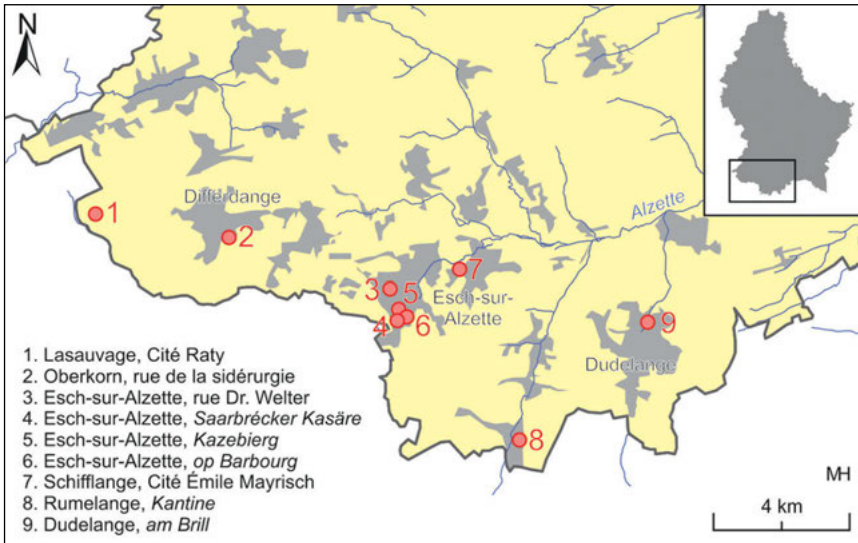 N
Differdange
Alzette
1
2
3
5
7
Esch-sur-
Alzette
4
6
9
Dudelange
8
1. Lasauvage, Cité Raty
2. Oberkorn, rue de la sidérurgie
3. Esch-sur-Alzette, rue Dr. Welter
4. Esch-sur-Alzette, Saarbrécker Kasäre
5. Esch-sur-Alzette, Kazebierg
6. Esch-sur-Alzette, op Barbourg
7. Schifflange, Cité Émile Mayrisch
8. Rumelange, Kantine
9. Dudelange, am Brill
MH
4 km